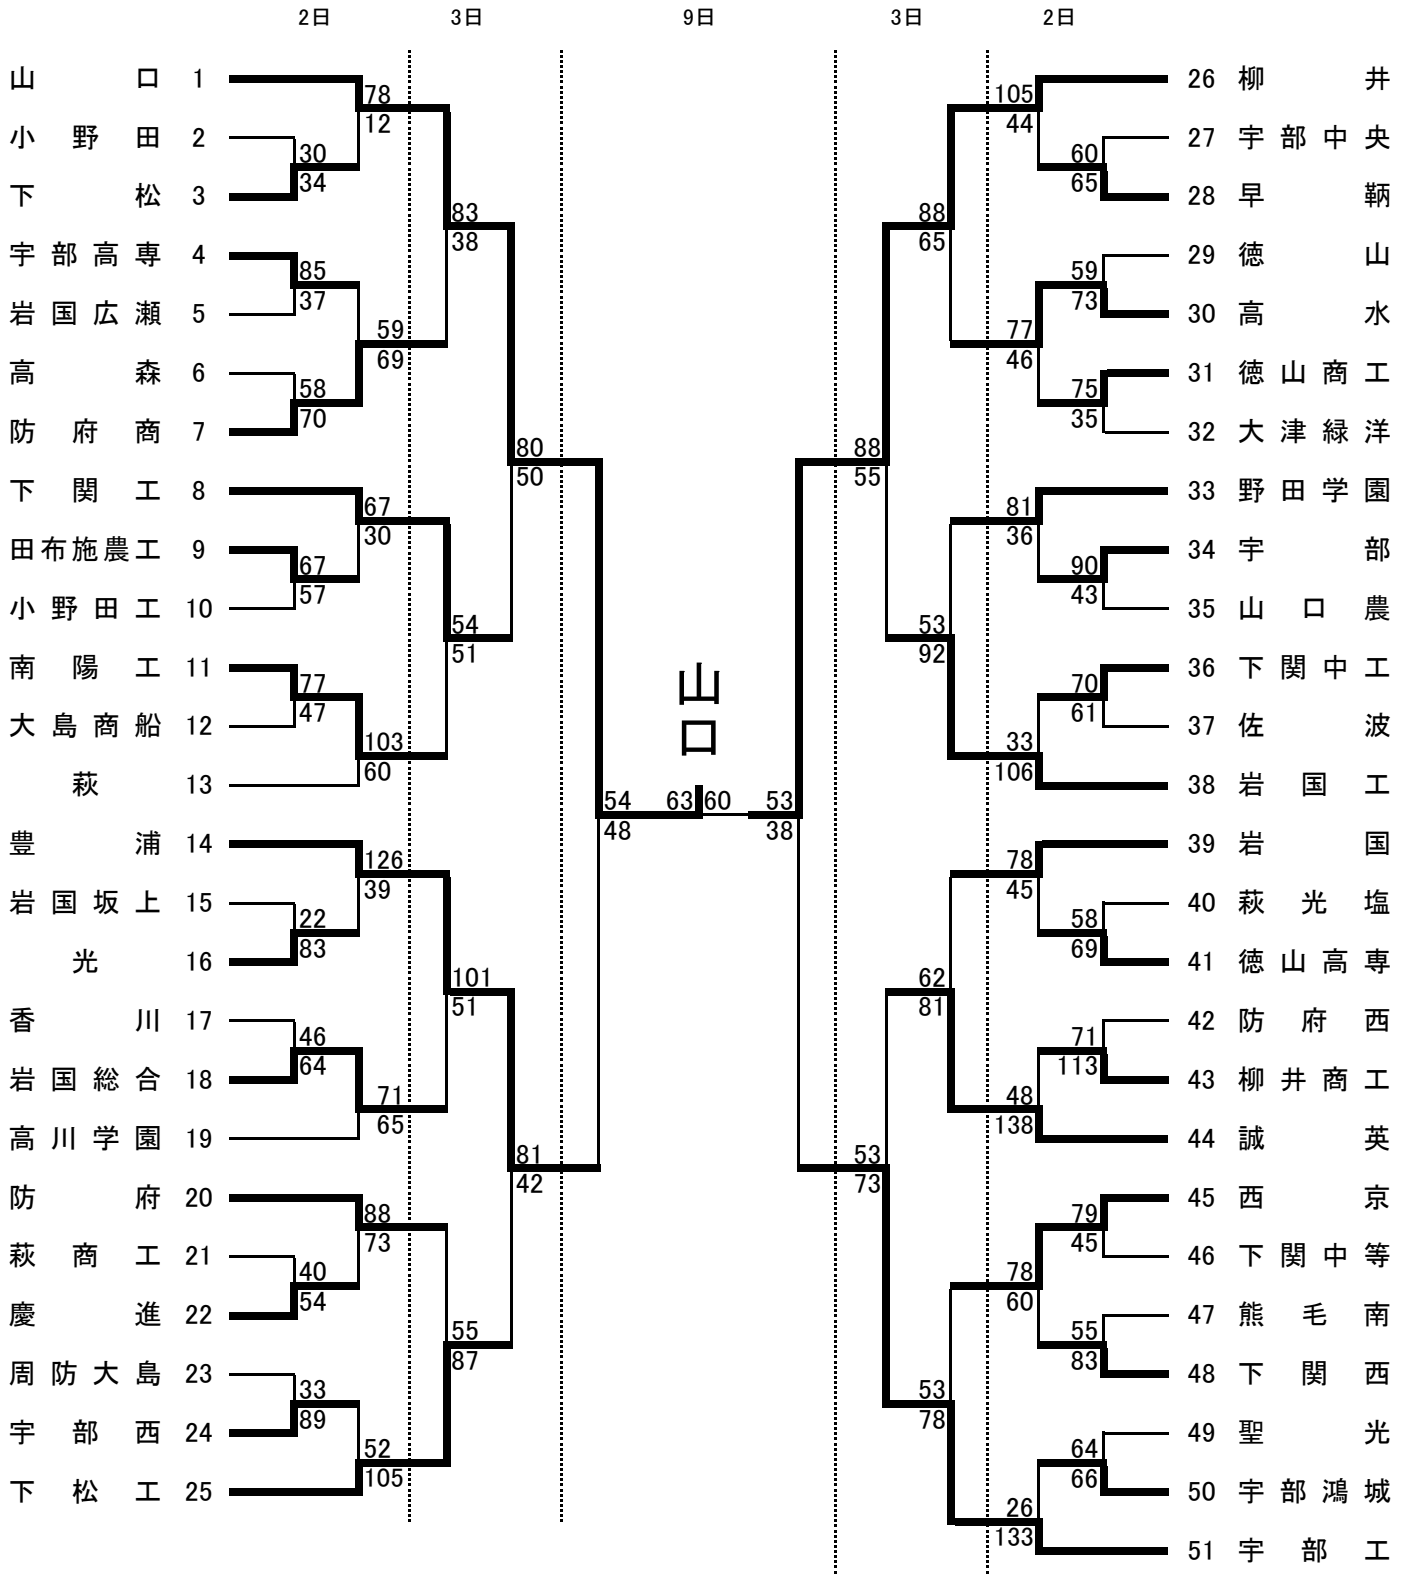 2日 3日 9日 3日 2日
山口 1
小野田 2
下松 3
宇部高専 4
岩国広瀬 5
高森 6
防府商 7
下関工 8
田布施農工 9
小野田工 10
南陽工 11
大島商船 12
萩 13
豊浦 14
岩国坂上 15
光 16
香川 17
岩国総合 18
高川学園 19
防府 20
萩商工 21
慶進 22
周防大島 23
宇部西 24
下松工 25
78
12
30
34
85
37
59
69
58
70
67
30
67
57
77
47
103
60
126
39
22
83
46
64
71
65
88
73
40
54
33
89
52
105
83
38
54
51
101
51
55
87
80
50
81
42
54
48
山口
63 60
53
38
88
55
53
73
88
65
53
92
62
81
53
78
105
44
60
65
59
73
77
46
75
35
81
36
90
43
70
61
33
106
78
45
58
69
71
113
48
138
79
45
78
60
55
83
64
66
26
133
26 柳井
27 宇部中央
28 早鞆
29 徳山
30 高水
31 徳山商工
32 大津緑洋
33 野田学園
34 宇部
35 山口農
36 下関中工
37 佐波
38 岩国工
39 岩国
40 萩光塩
41 徳山高専
42 防府西
43 柳井商工
44 誠英
45 西京
46 下関中等
47 熊毛南
48 下関西
49 聖光
50 宇部鴻城
51 宇部工